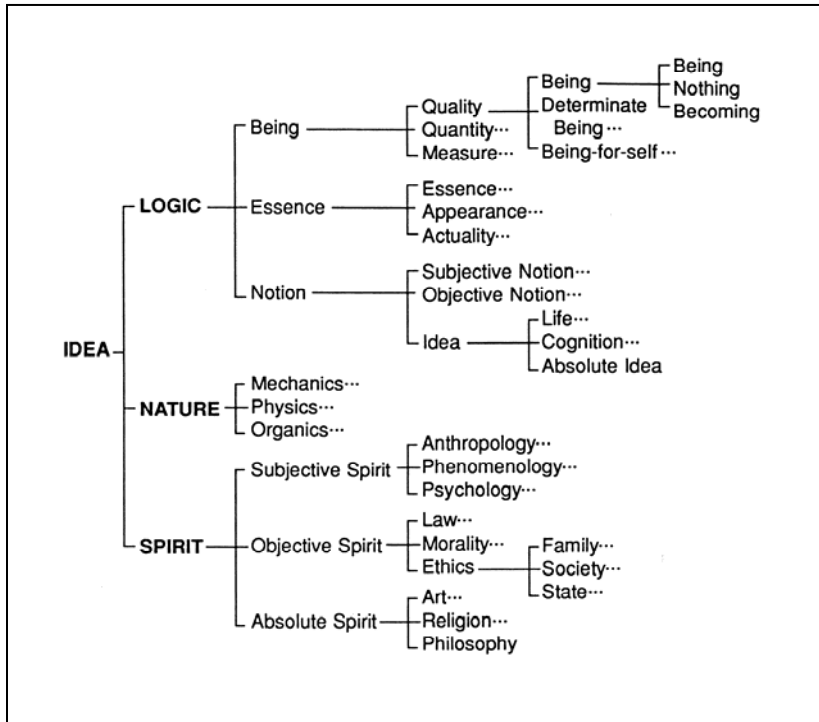 Being
Being
Nothing
Quality
Determinate
Becoming
Being
Quantity···
Being ···
Measure···
Being-for-self ···
Essence···
LOGIC
Essence
Appearance···
Actuality···
Subjective Notion···
Notion
Objective Notion···
Life···
IDEA
Idea
Cognition···
Absolute Idea
Mechanics···
NATURE
Physics···
Organics···
Anthropology···
Subjective Spirit
Phenomenology···
Psychology···
Law···
SPIRIT
Objective Spirit
Morality···
Family···
Ethics
Society···
State···
Art···
Absolute Spirit
Religion···
Philosophy